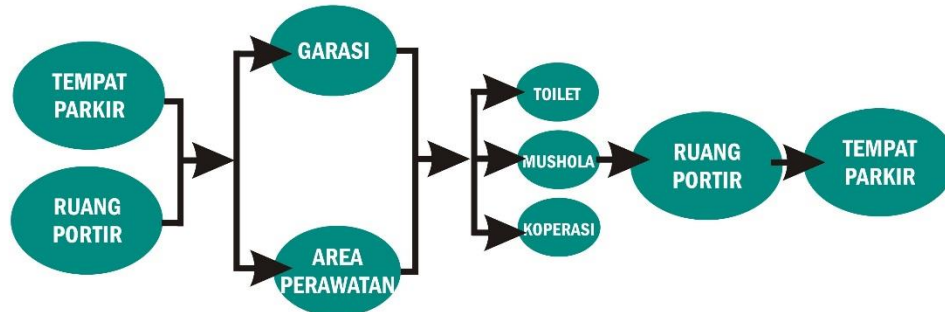 TEMPAT
PARKIR
RUANG
PORTIR
GARASI
AREA
PERAWATAN
TOILET
MUSHOLA
KOPERASI
RUANG
PORTIR
TEMPAT
PARKIR